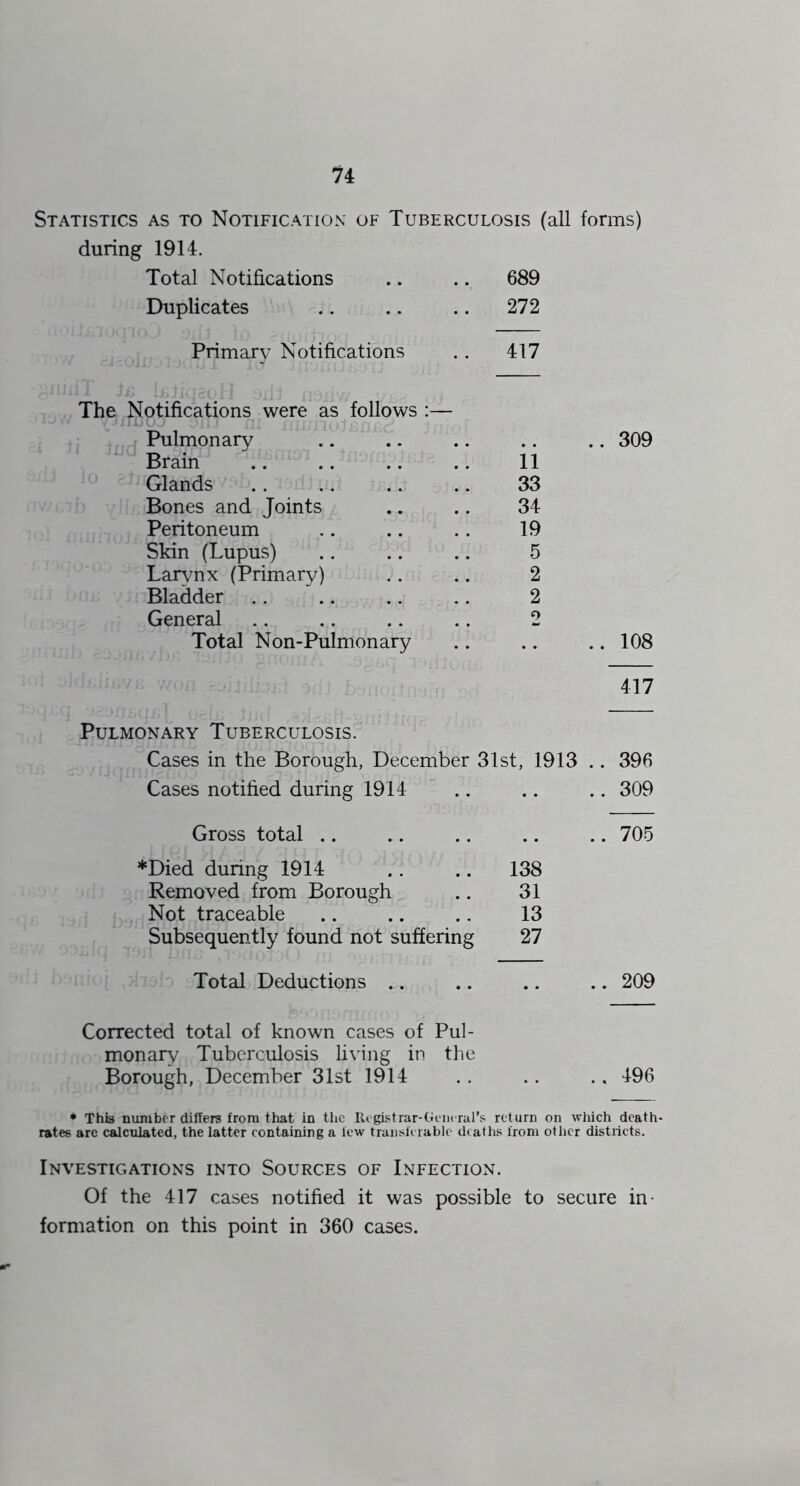 74
Statistics as to Notification of Tuberculosis (all forms)
during 1914.
Total Notifications .. .. 689
Duplicates .. .. .. 272
Primary Notifications .. 417
The Notifications were as follows :—
Pulmonary .. .. .. .. .. 309
Brain .. .. .. .. 11
Glands .. .. .. .. 33
Bones and Joints .. .. 34
Peritoneum .. .. .. 19
Skin (Lupus) .. .. .. 5
Larynx (Primary) .. .. 2
Bladder .. .. .. .. 2
General .. .. .. .. 2
Total Non-Pulmonary .. .. .. 108
417
Pulmonary Tuberculosis.
Cases in the Borough, December 31st, 1913 .. 396
Cases notified during 1914 .. .. .. 309
Gross total .. .. .. .. .. 705
*Died during 1914 .. .. 138
Removed from Borough .. 31
Not traceable .. .. .. 13
Subsequently found not suffering 27
Total Deductions .. .. .. .. 209
Corrected total of known cases of Pul-
monary Tuberculosis living in the
Borough, December 31st 1914 .. .. .. 496
* This number differs from that in the Registrar-General's return on which death-
rates are calculated, the latter containing a few transferable deaths from other districts.
Investigations into Sources of Infection.
Of the 417 cases notified it was possible to secure in-
formation on this point in 360 cases.